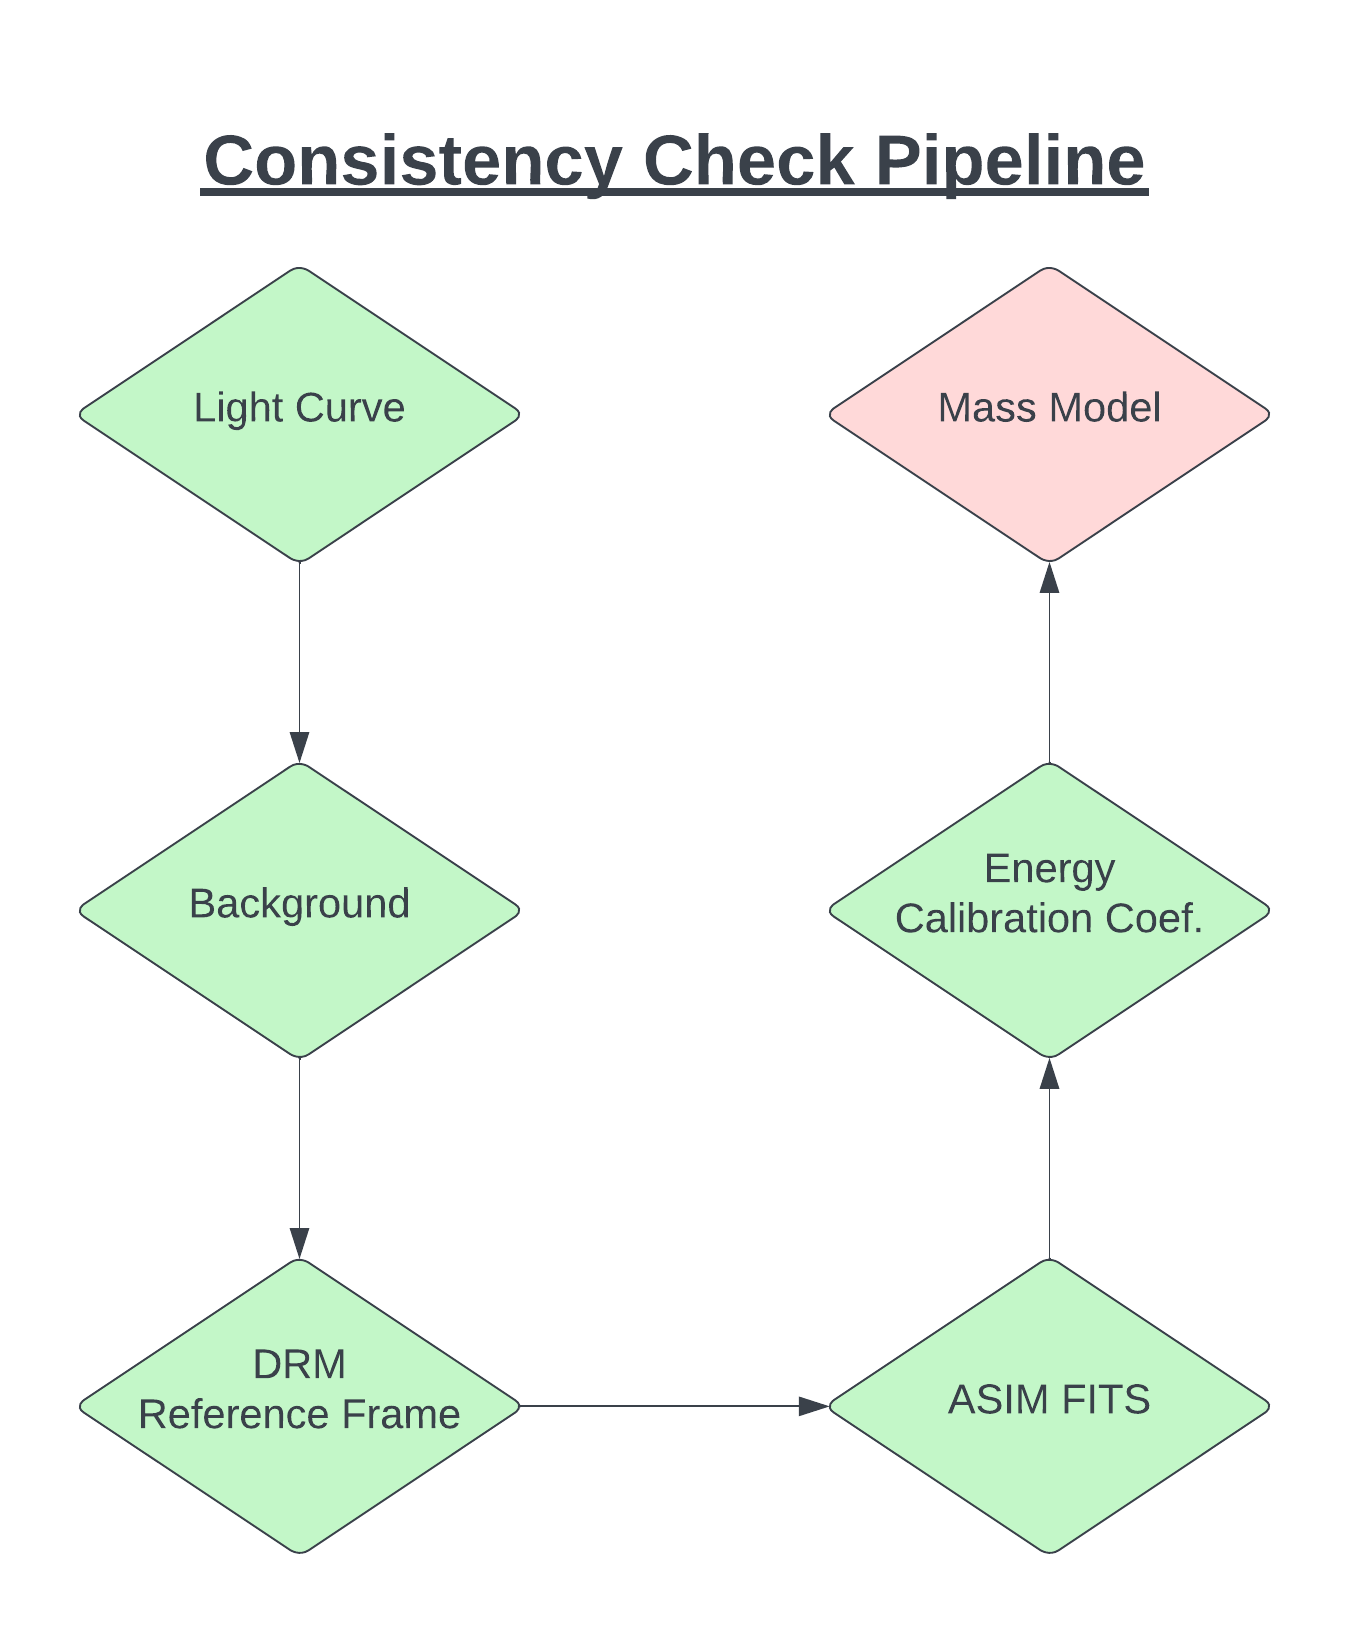 Consistency Check Pipeline
Light Curve
Mass Model
Background
Energy
Calibration Coef.
DRM
Reference Frame
ASIM FITS